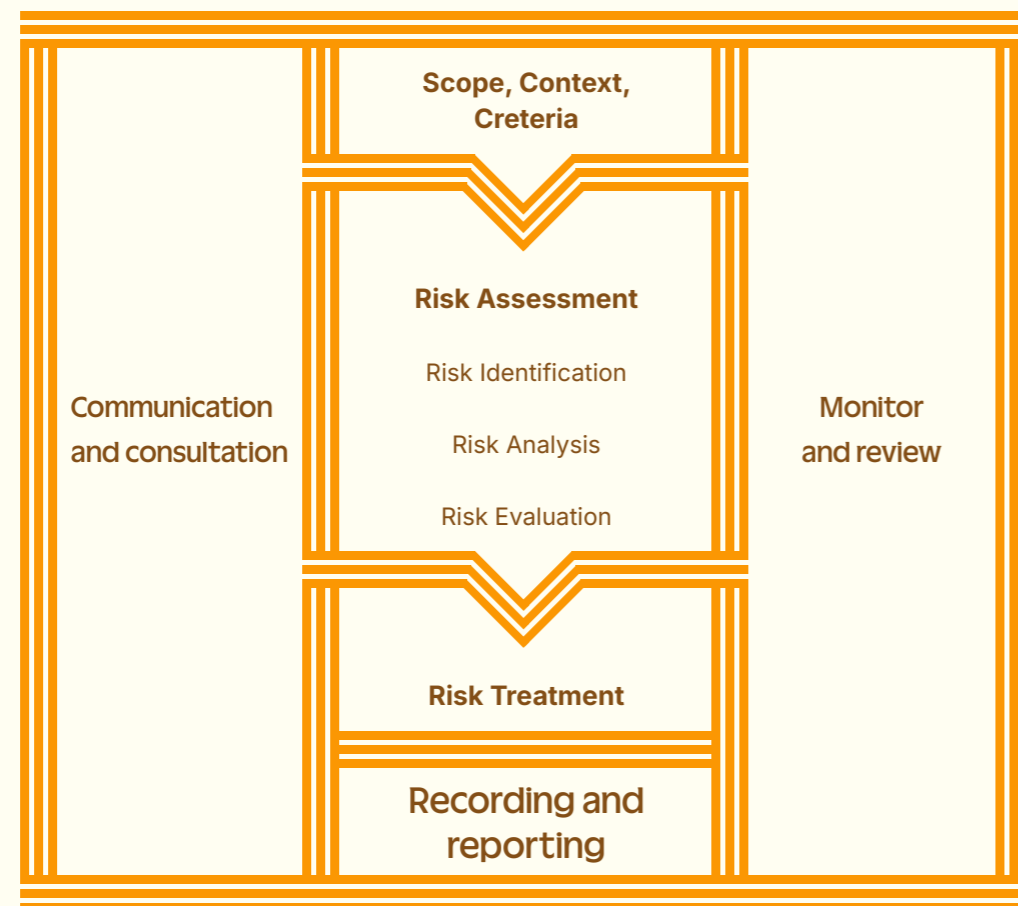 Scope, Context,
Creteria
Risk Assessment
Risk Identification
Risk Analysis
Risk Evaluation
Communication
and consultation
Monitor
and review
Risk Treatment
Recording and
reporting